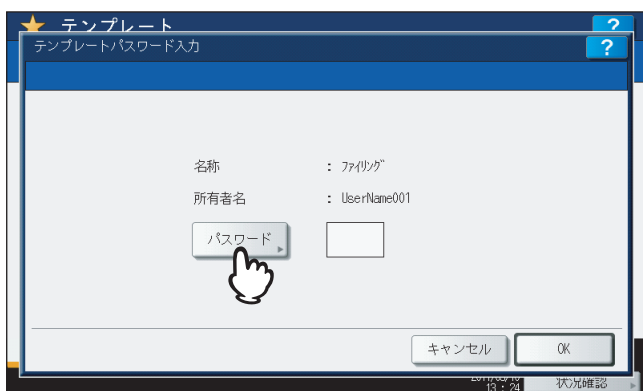 テンプレート
?
テンプレートパスワード入力
?
名称 : ﾌｧｲﾘﾝｸﾞ
所有者名 : UserName001
パスワード
キャンセル
OK
13 : 24
状況確認